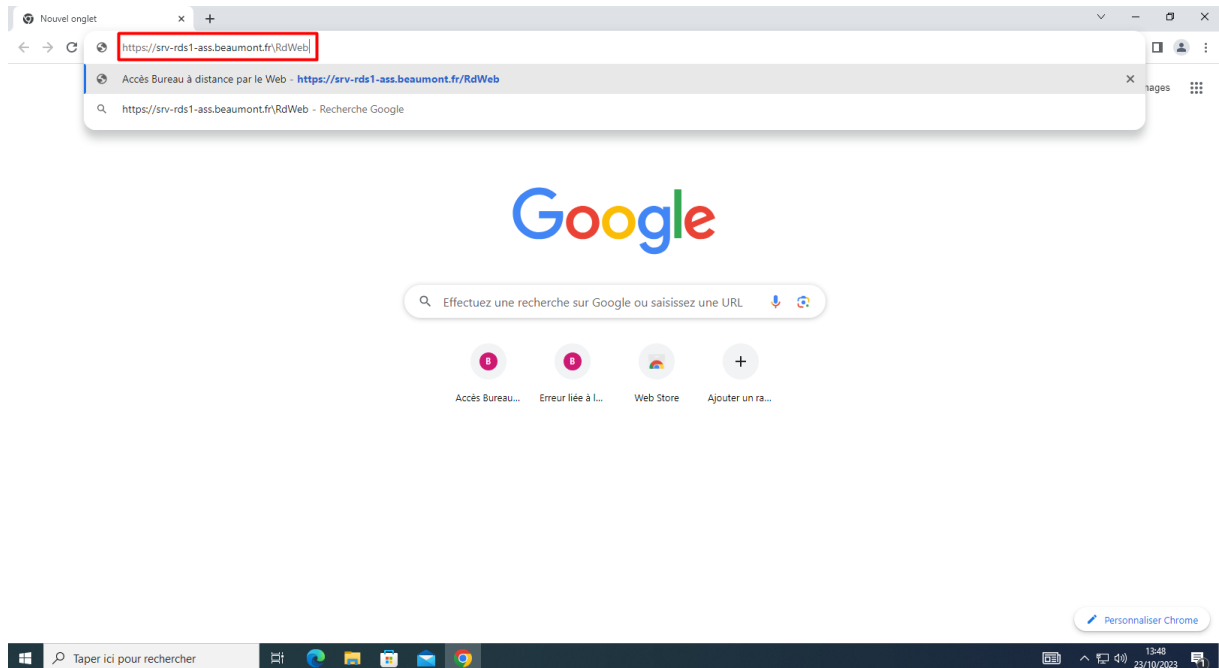 Nouvel onglet
https://srv-rds1-ass.beaumont.fr\RdWeb
Accès Bureau à distance par le Web - https://srv-rds1-ass.beaumont.fr/RdWeb
https://srv-rds1-ass.beaumont.fr\RdWeb - Recherche Google
Google
Effectuez une recherche sur Google ou saisissez une URL
B B
Accès Bureau... Erreur liée à l... Web Store Ajouter un ra...
Personnaliser Chrome
Taper ici pour rechercher
13:48
23/10/2023
1